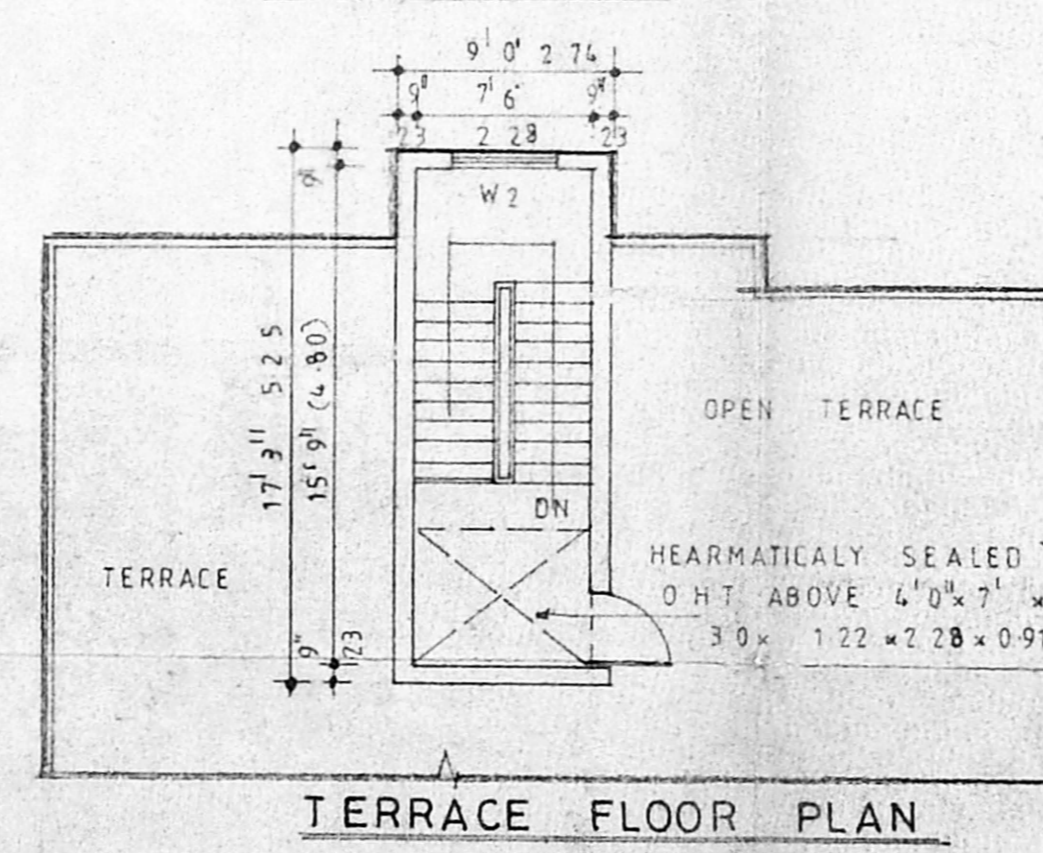 9' 0" 2 74
9" 7' 6" 9"
23 2 28 23
9"
W2
17' 3" 5 2 5
15' 9" (4 80)
OPEN TERRACE
DN
HEARMATICALY SEALED
TERRACE
O H T ABOVE 4' 0" x 7' x
3 0 x 1 22 x 2 28 x 0.91
9"
23
TERRACE FLOOR PLAN